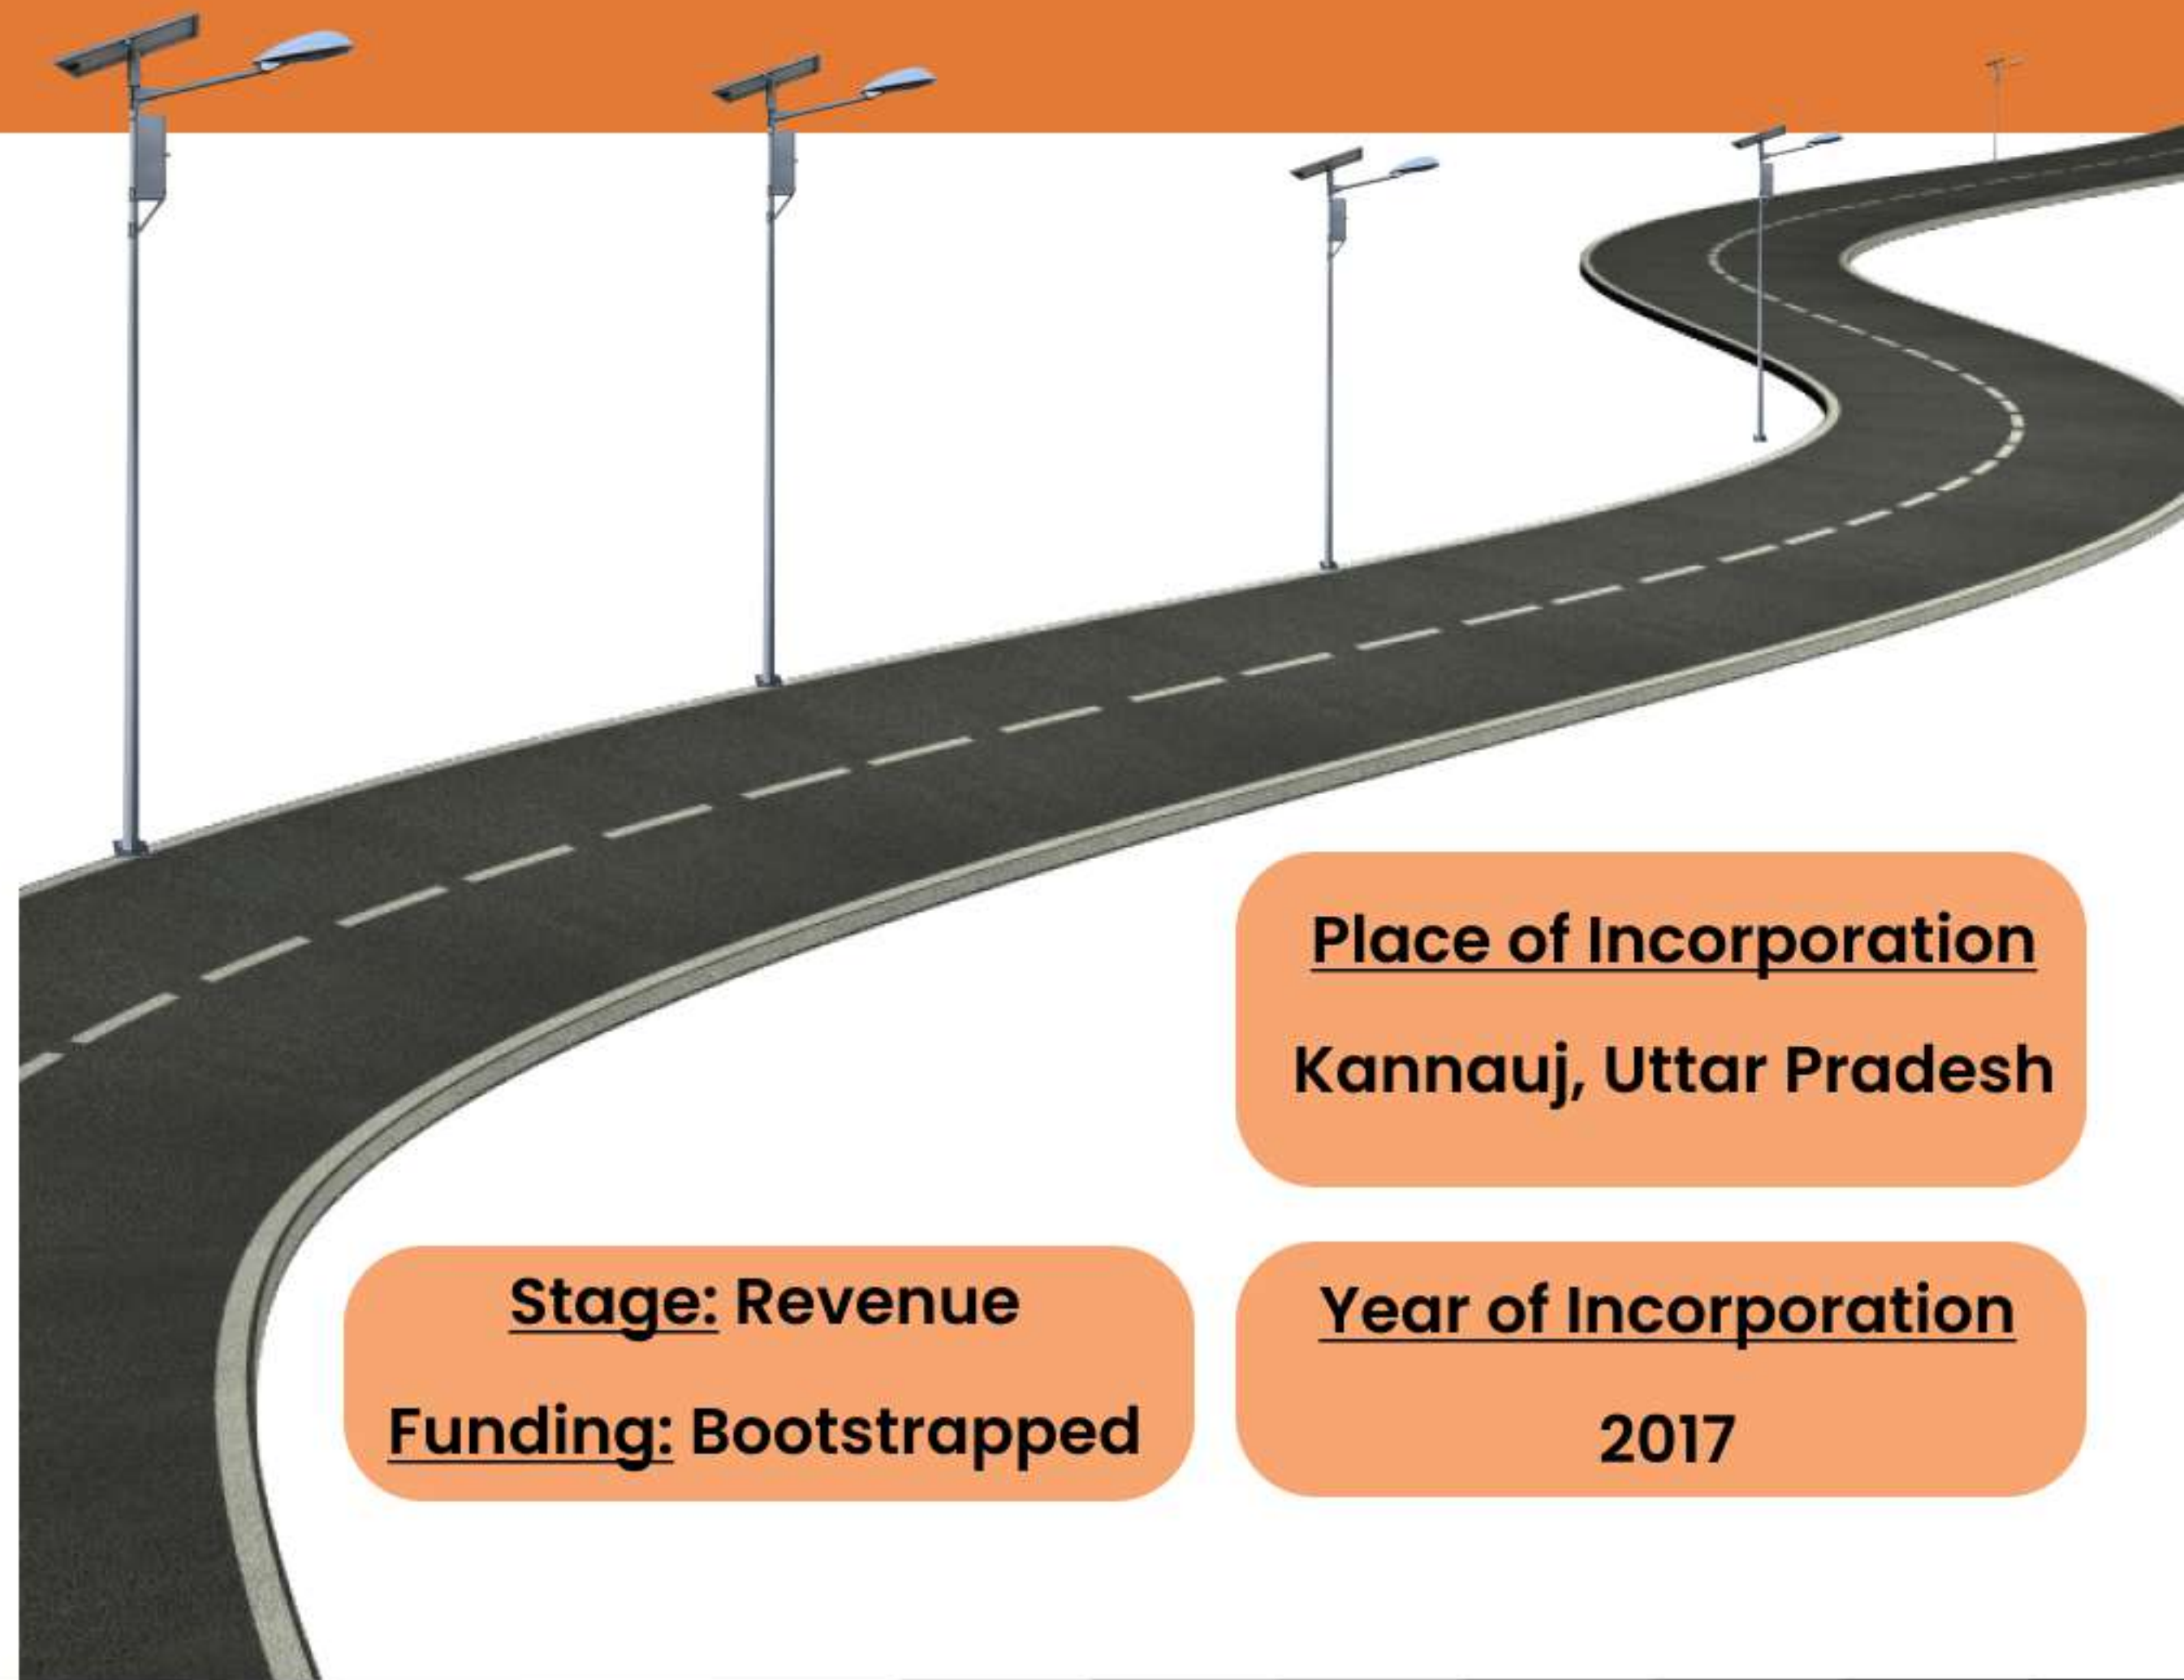 Place of Incorporation
Kannauj, Uttar Pradesh
Stage: Revenue
Funding: Bootstrapped
Year of Incorporation
2017